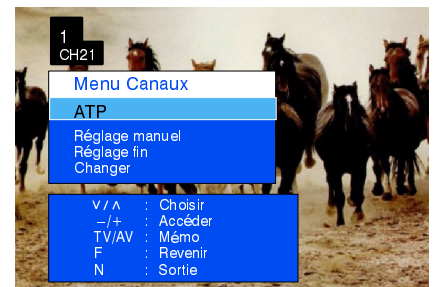 1
CH21
Menu Canaux
ATP
Réglage manuel
Réglage fin
Changer
∨/∧ : Choisir
−/+ : Accéder
TV/AV : Mémo
F : Revenir
N : Sortie